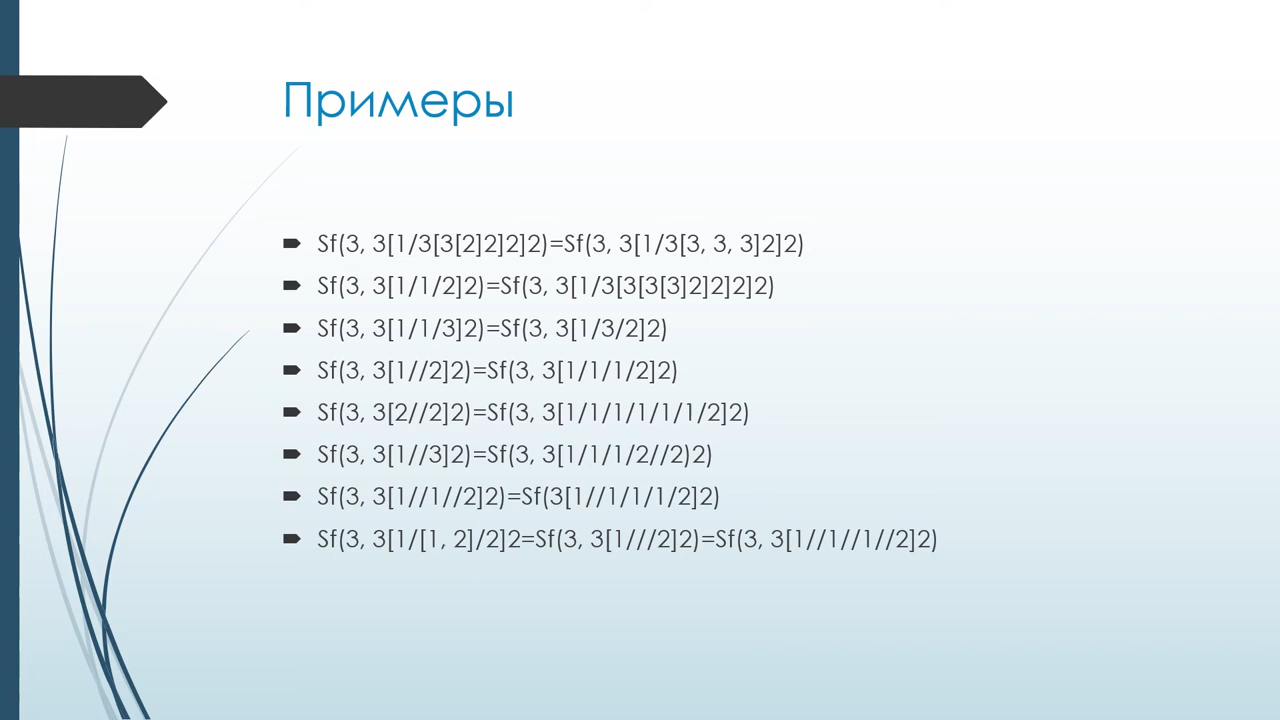 Примеры
Sf(3, 3[1/3[3[2]2]2]2)=Sf(3, 3[1/3[3, 3, 3]2]2)
Sf(3, 3[1/1/2]2)=Sf(3, 3[1/3[3[3[3]2]2]2]2)
Sf(3, 3[1/1/3]2)=Sf(3, 3[1/3/2]2)
Sf(3, 3[1//2]2)=Sf(3, 3[1/1/1/2]2)
Sf(3, 3[2//2]2)=Sf(3, 3[1/1/1/1/1/1/2]2)
Sf(3, 3[1//3]2)=Sf(3, 3[1/1/1/2//2)2)
Sf(3, 3[1//1//2]2)=Sf(3[1//1/1/1/2]2)
Sf(3, 3[1/[1, 2]/2]2=Sf(3, 3[1///2]2)=Sf(3, 3[1//1//1//2]2)